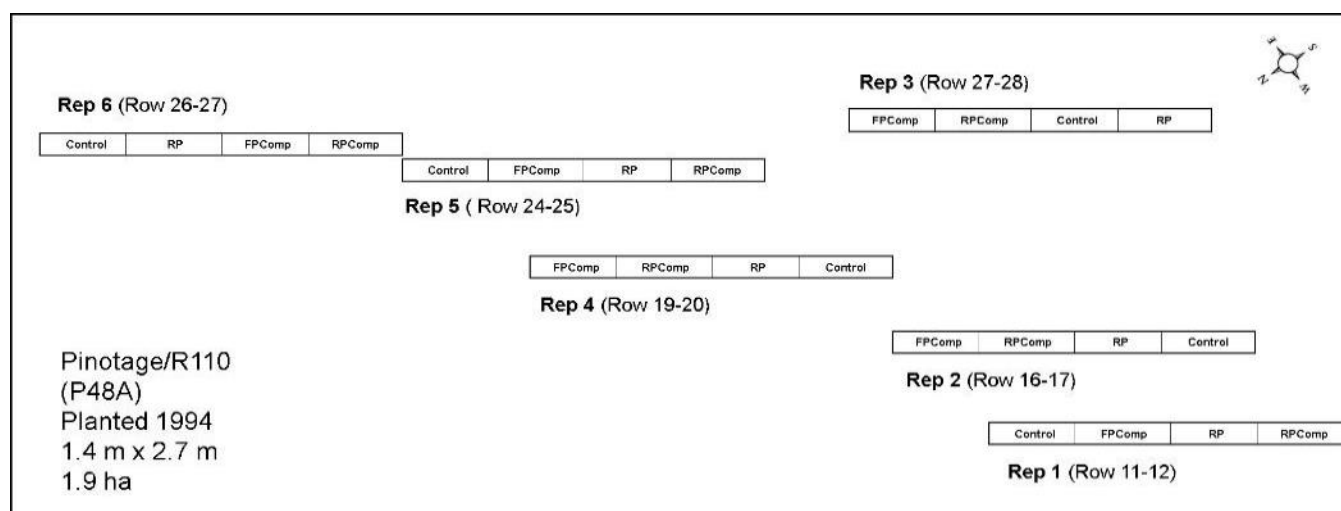 E S
N W
Rep 3 (Row 27-28)
FPComp RPComp Control RP
Rep 6 (Row 26-27)
Control RP FPComp RPComp
Control FPComp RP RPComp
Rep 5 ( Row 24-25)
FPComp RPComp RP Control
Rep 4 (Row 19-20)
FPComp RPComp RP Control
Rep 2 (Row 16-17)
Control FPComp RP RPComp
Rep 1 (Row 11-12)
Pinotage/R110
(P48A)
Planted 1994
1.4 m x 2.7 m
1.9 ha